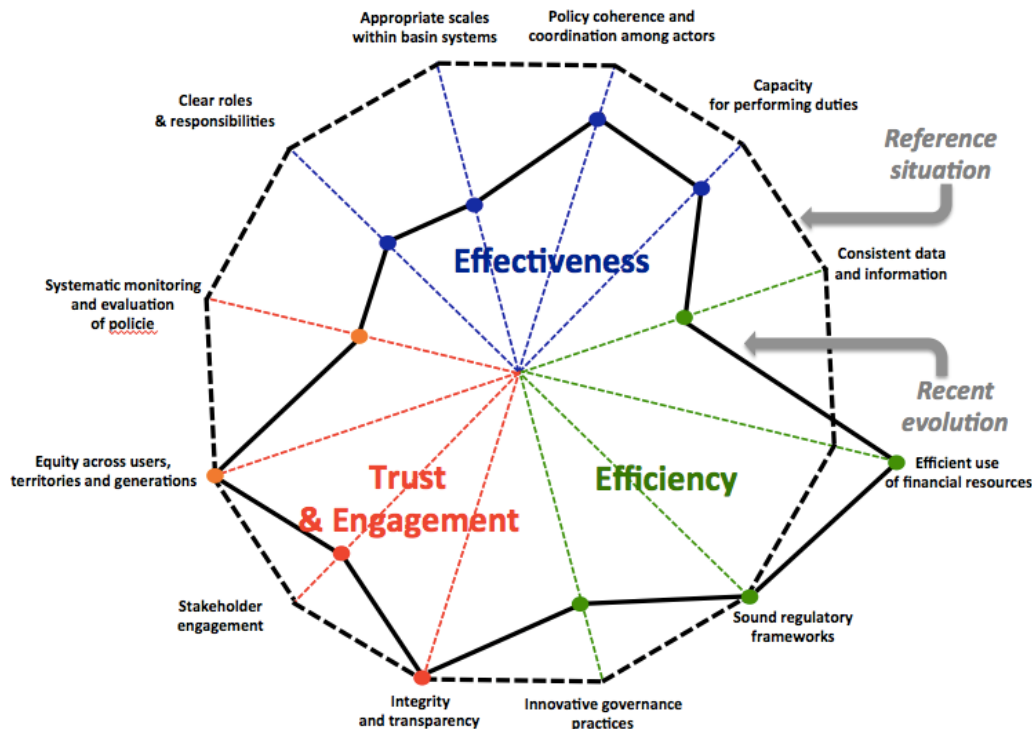 Appropriate scales
within basin systems
Policy coherence and
coordination among actors
Clear roles
& responsibilities
Capacity
for performing duties
Reference
situation
Effectiveness
Consistent data
and information
Systematic monitoring
and evaluation
of policie
Recent
evolution
Equity across users,
territories and generations
Trust
& Engagement
Efficiency
Efficient use
of financial resources
Stakeholder
engagement
Sound regulatory
frameworks
Integrity
and transparency
Innovative governance
practices